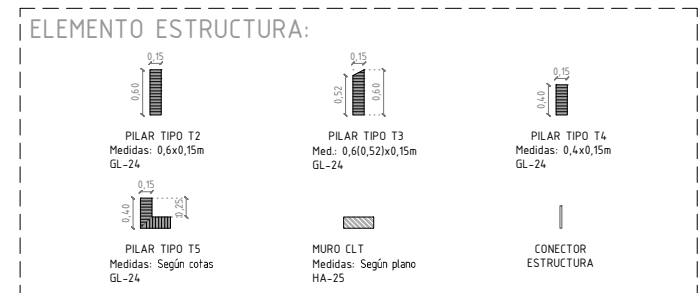 ELEMENTO ESTRUCTURA:
0,15
0,60
PILAR TIPO T2
Medidas: 0,6x0,15m
GL-24
0,15
0,52
0,60
PILAR TIPO T3
Med.: 0,6(0,52)x0,15m
GL-24
0,15
0,40
PILAR TIPO T4
Medidas: 0,4x0,15m
GL-24
0,15
0,40
0,25
PILAR TIPO T5
Medidas: Según cotas
GL-24
MURO CLT
Medidas: Según plano
HA-25
CONECTOR
ESTRUCTURA